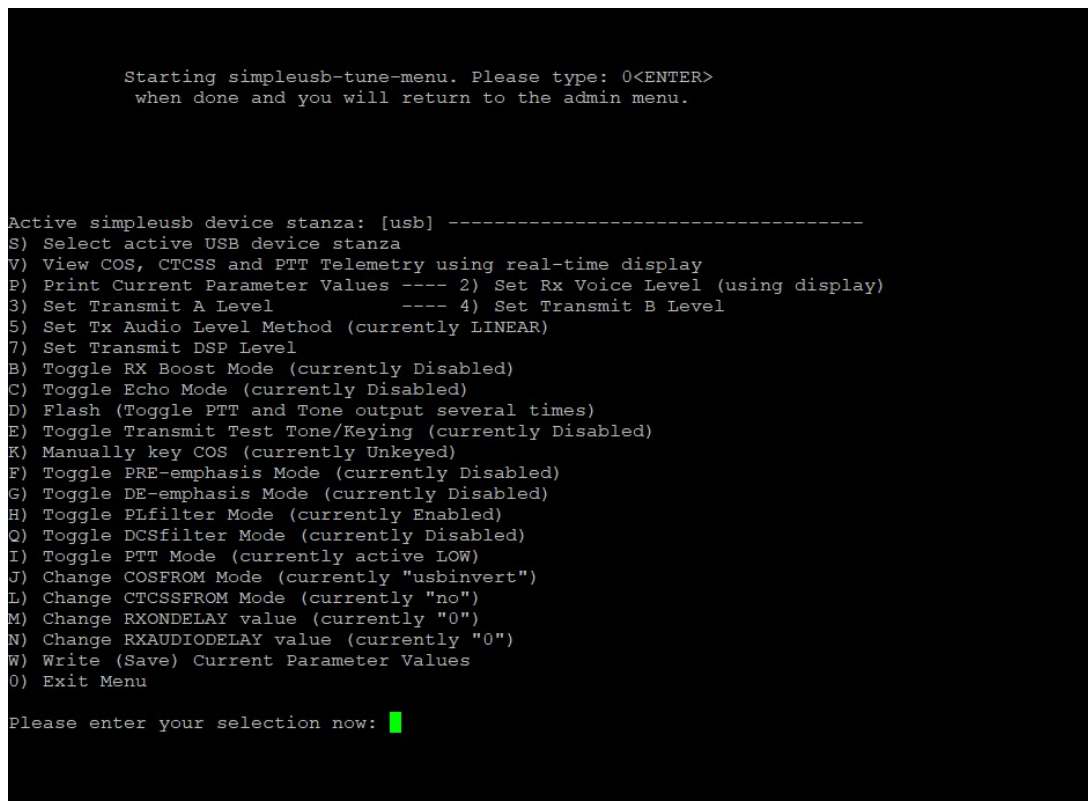 Starting simpleusb-tune-menu. Please type: 0<ENTER>
when done and you will return to the admin menu.
Active simpleusb device stanza: [usb] ------------------------------------
S) Select active USB device stanza
V) View COS, CTCSS and PTT Telemetry using real-time display
P) Print Current Parameter Values ---- 2) Set Rx Voice Level (using display)
3) Set Transmit A Level           ---- 4) Set Transmit B Level
5) Set Tx Audio Level Method (currently LINEAR)
7) Set Transmit DSP Level
B) Toggle RX Boost Mode (currently Disabled)
C) Toggle Echo Mode (currently Disabled)
D) Flash (Toggle PTT and Tone output several times)
E) Toggle Transmit Test Tone/Keying (currently Disabled)
K) Manually key COS (currently Unkeyed)
F) Toggle PRE-emphasis Mode (currently Disabled)
G) Toggle DE-emphasis Mode (currently Disabled)
H) Toggle PLfilter Mode (currently Enabled)
Q) Toggle DCSfilter Mode (currently Disabled)
I) Toggle PTT Mode (currently active LOW)
J) Change COSFROM Mode (currently "usbinvert")
L) Change CTCSSFROM Mode (currently "no")
M) Change RXONDELAY value (currently "0")
N) Change RXAUDIODELAY value (currently "0")
W) Write (Save) Current Parameter Values
0) Exit Menu
Please enter your selection now: